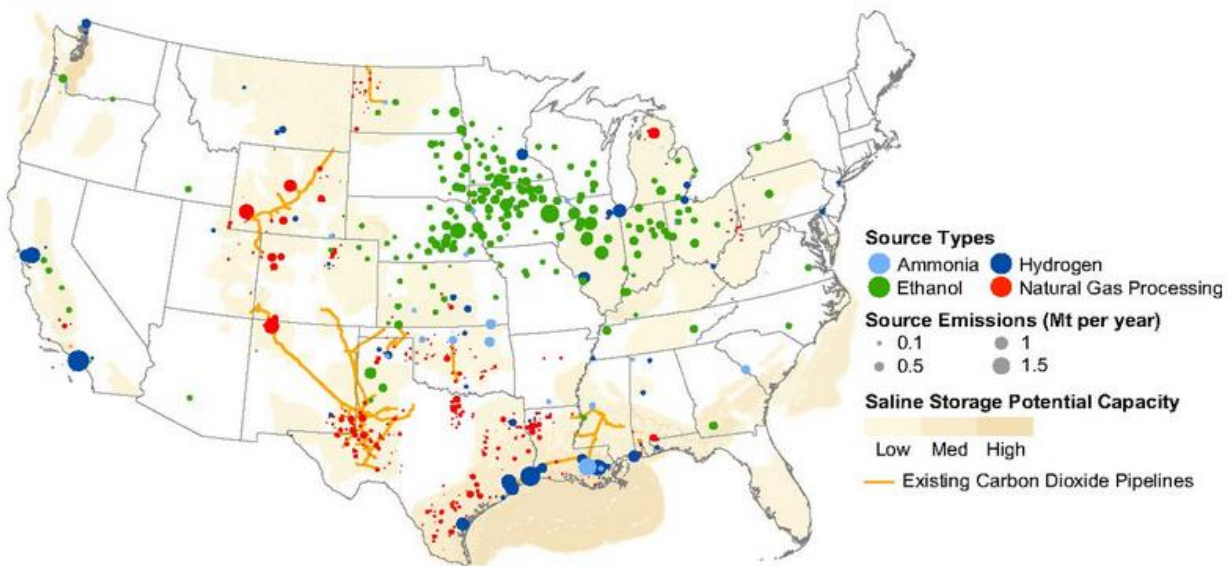 Source Types
Ammonia Hydrogen
Ethanol Natural Gas Processing
Source Emissions (Mt per year)
0.1 1
0.5 1.5
Saline Storage Potential Capacity
Low Med High
Existing Carbon Dioxide Pipelines